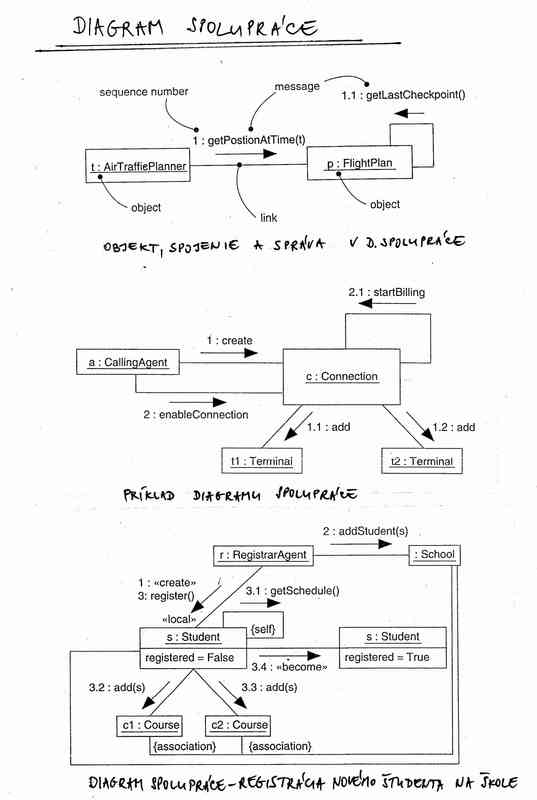 DIAGRAM SPOLUPRÁCE
sequence number
message
1.1 : getLastCheckpoint()
1 : getPostionAtTime(t)
t : AirTraffiePlanner
p : FlightPlan
object
link
object
OBJEKT, SPOJENIE A SPRÁVA V D. SPOLUPRÁCE
2.1 : startBilling
1 : create
a : CallingAgent
c : Connection
2 : enableConnection
1.1 : add
1.2 : add
t1 : Terminal
t2 : Terminal
PRÍKLAD DIAGRAMU SPOLUPRÁCE
2 : addStudent(s)
r : RegistrarAgent
: School
1 : «create»
3: register()
3.1 : getSchedule()
«local»
{self}
s : Student
registered = False
s : Student
registered = True
3.4 : «become»
3.2 : add(s)
3.3 : add(s)
c1 : Course
c2 : Course
{association}
{association}
DIAGRAM SPOLUPRÁCE - REGISTRÁCIA NOVÉHO ŠTUDENTA NA ŠKOLE